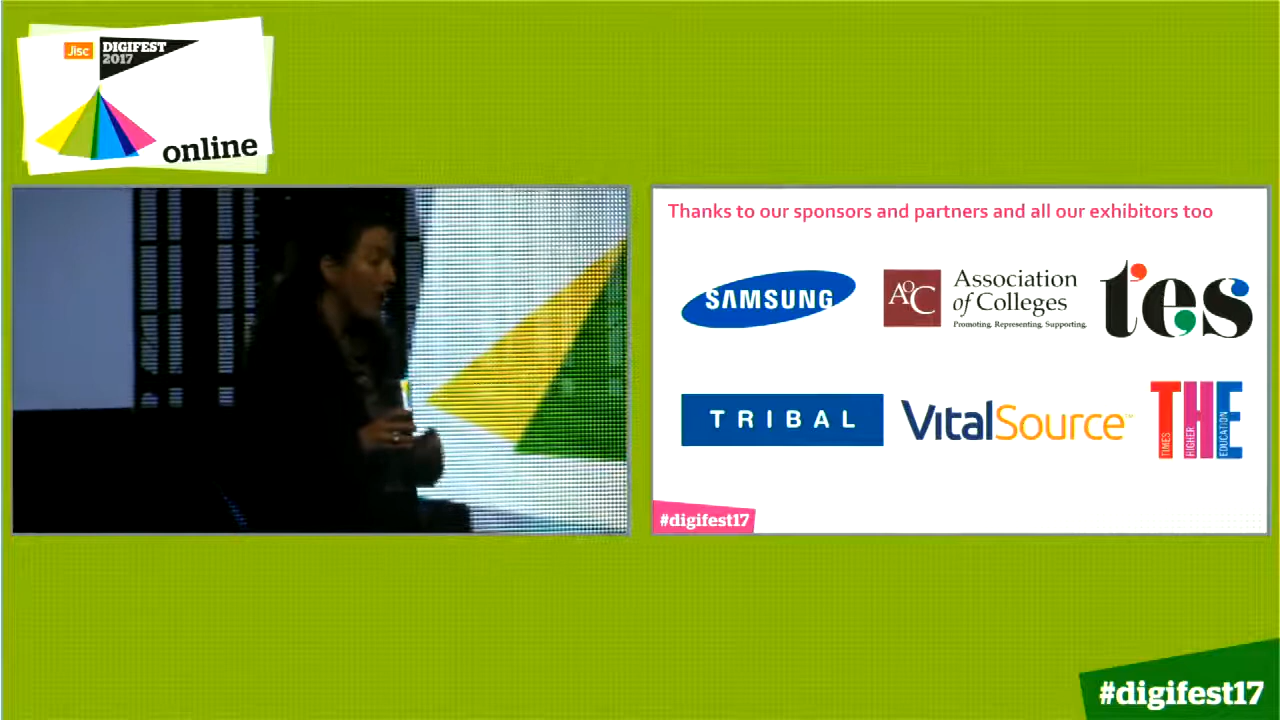 Jisc DIGIFEST
2017
online
Thanks to our sponsors and partners and all our exhibitors too
SAMSUNG
AoC
Association
of Colleges
Promoting. Representing. Supporting.
tes
TRIBAL
VitalSource™
THE
TIMES
HIGHER
EDUCATION
#digifest17
#digifest17